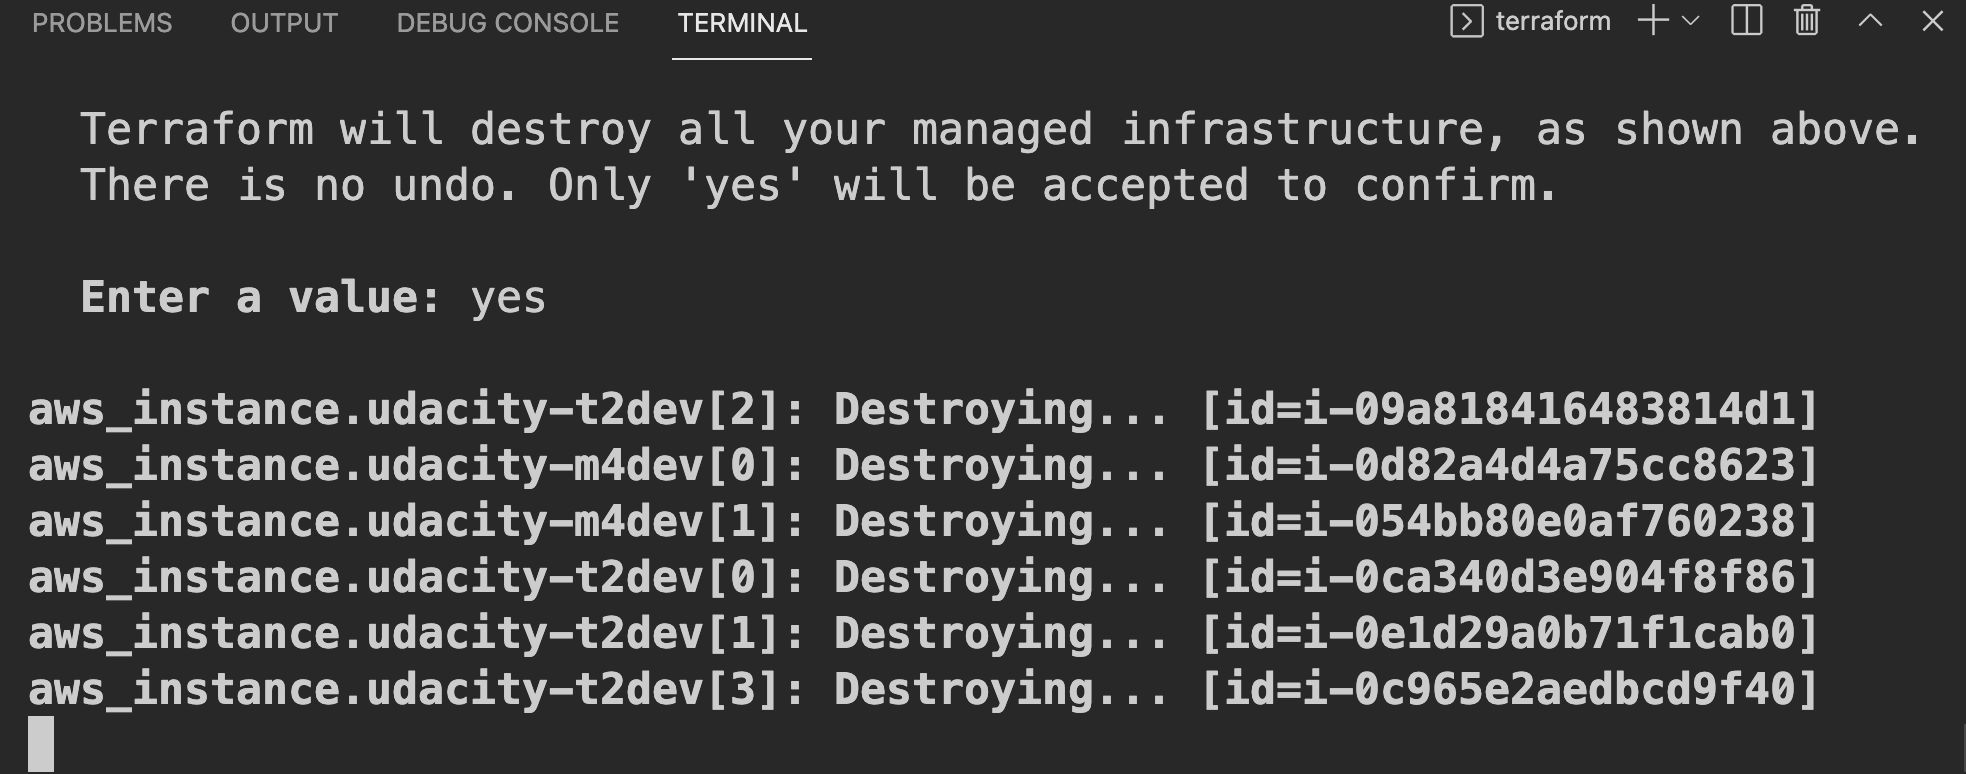 PROBLEMS OUTPUT DEBUG CONSOLE TERMINAL terraform
Terraform will destroy all your managed infrastructure, as shown above.
There is no undo. Only 'yes' will be accepted to confirm.
Enter a value: yes
aws_instance.udacity-t2dev[2]: Destroying... [id=i-09a818416483814d1]
aws_instance.udacity-m4dev[0]: Destroying... [id=i-0d82a4d4a75cc8623]
aws_instance.udacity-m4dev[1]: Destroying... [id=i-054bb80e0af760238]
aws_instance.udacity-t2dev[0]: Destroying... [id=i-0ca340d3e904f8f86]
aws_instance.udacity-t2dev[1]: Destroying... [id=i-0e1d29a0b71f1cab0]
aws_instance.udacity-t2dev[3]: Destroying... [id=i-0c965e2aedbcd9f40]